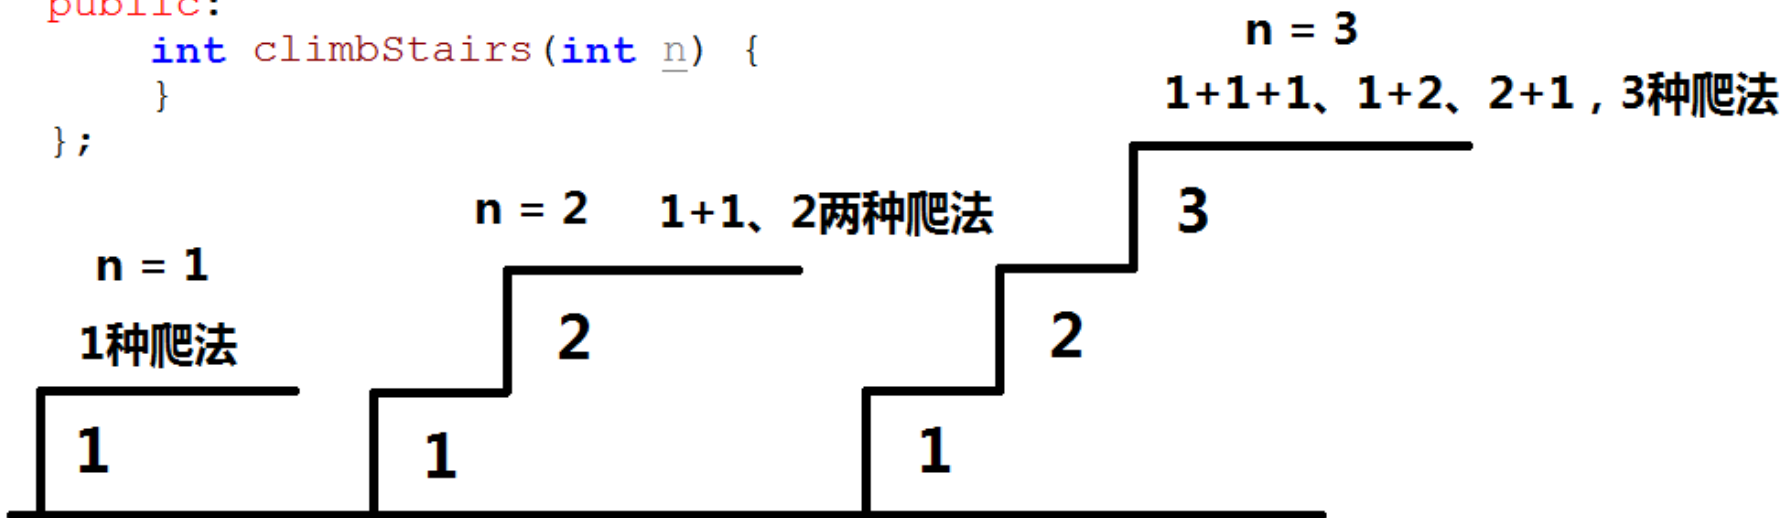 public:
int climbStairs(int n) {
}
};
n = 1
1种爬法
1
n = 2 1+1、2两种爬法
2
1
n = 3
1+1+1、1+2、2+1，3种爬法
3
2
1